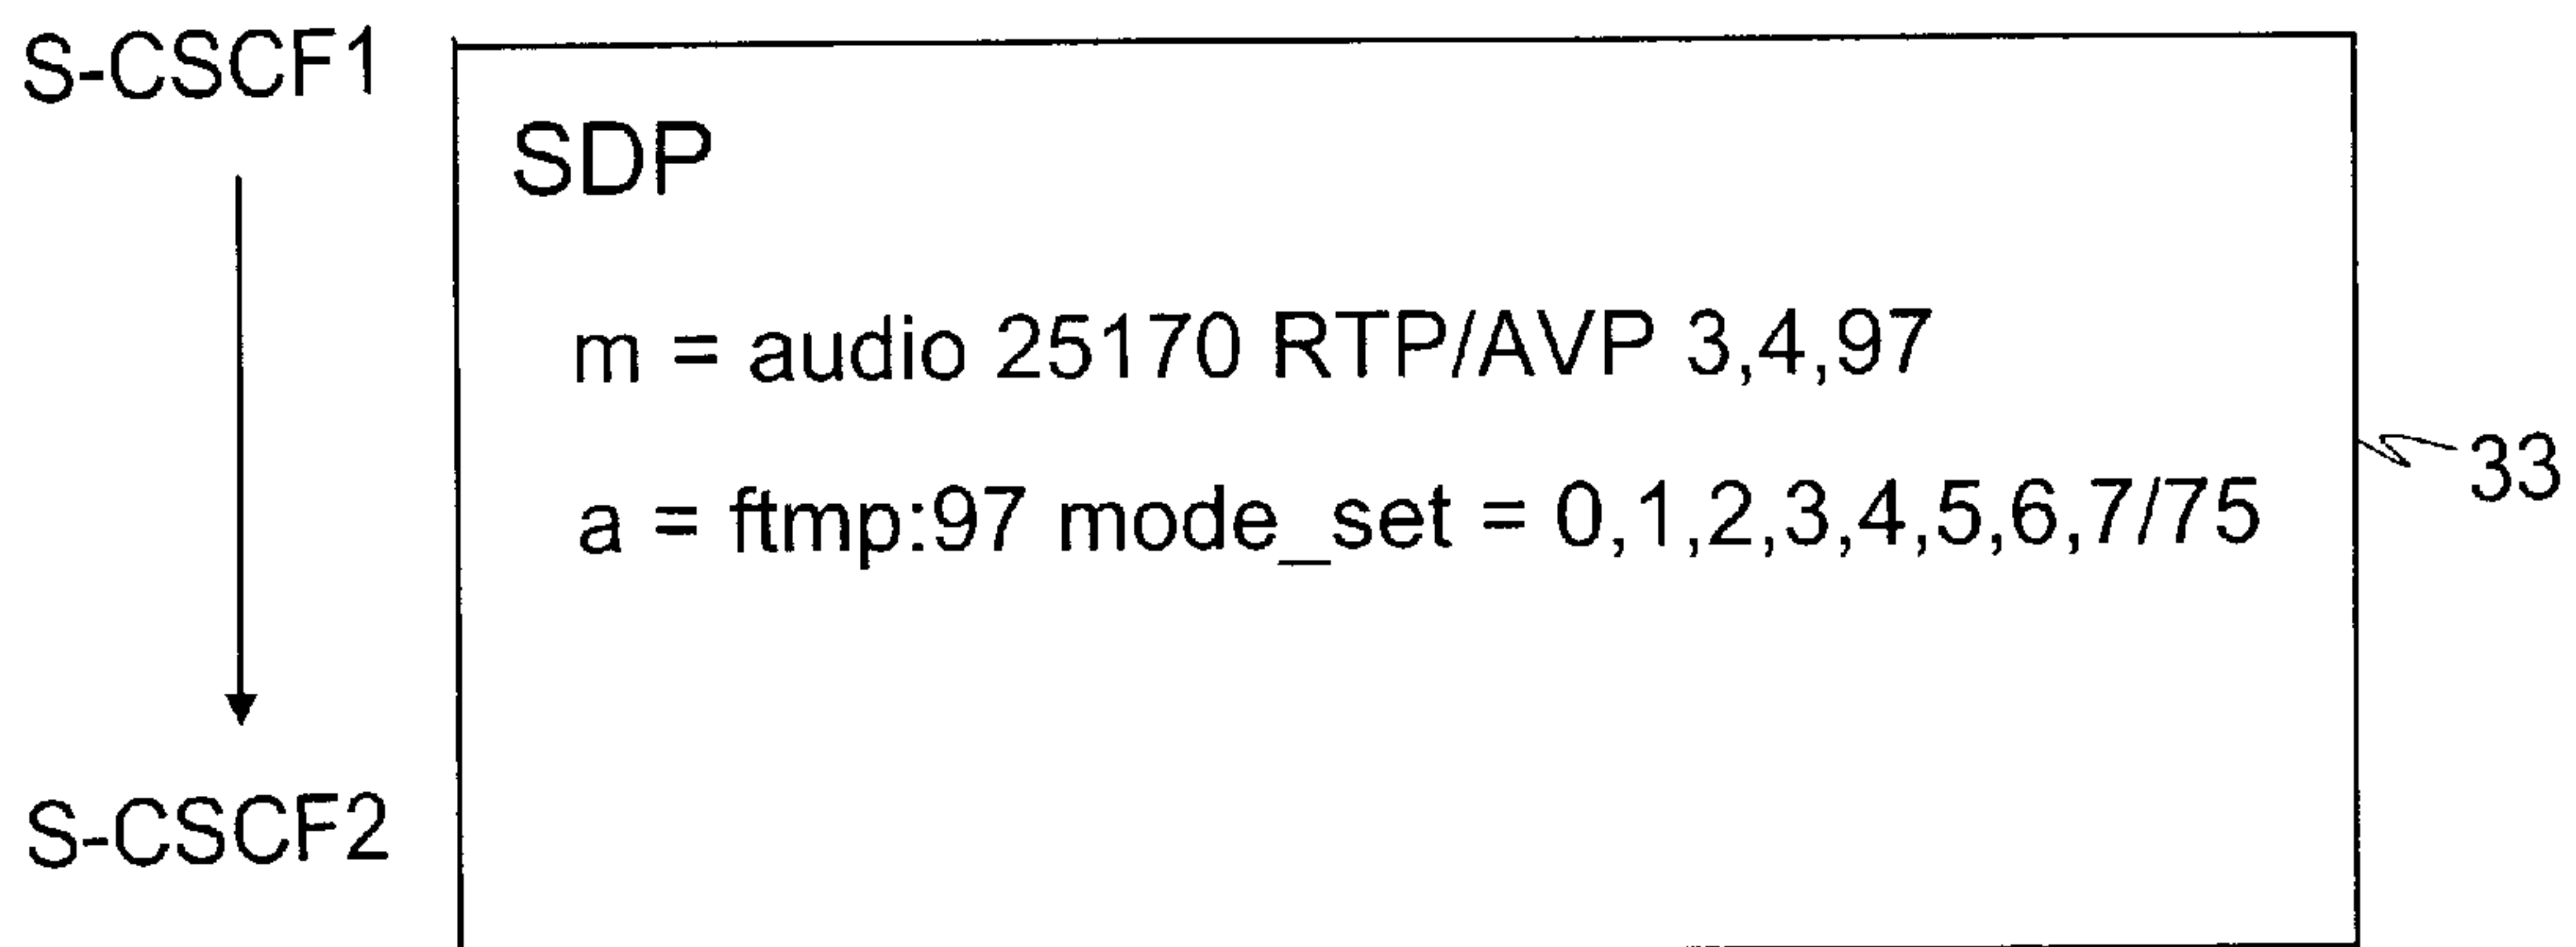 S-CSCF1
SDP
m = audio 25170 RTP/AVP 3,4,97
a = ftmp:97 mode_set = 0,1,2,3,4,5,6,7/75
33
S-CSCF2